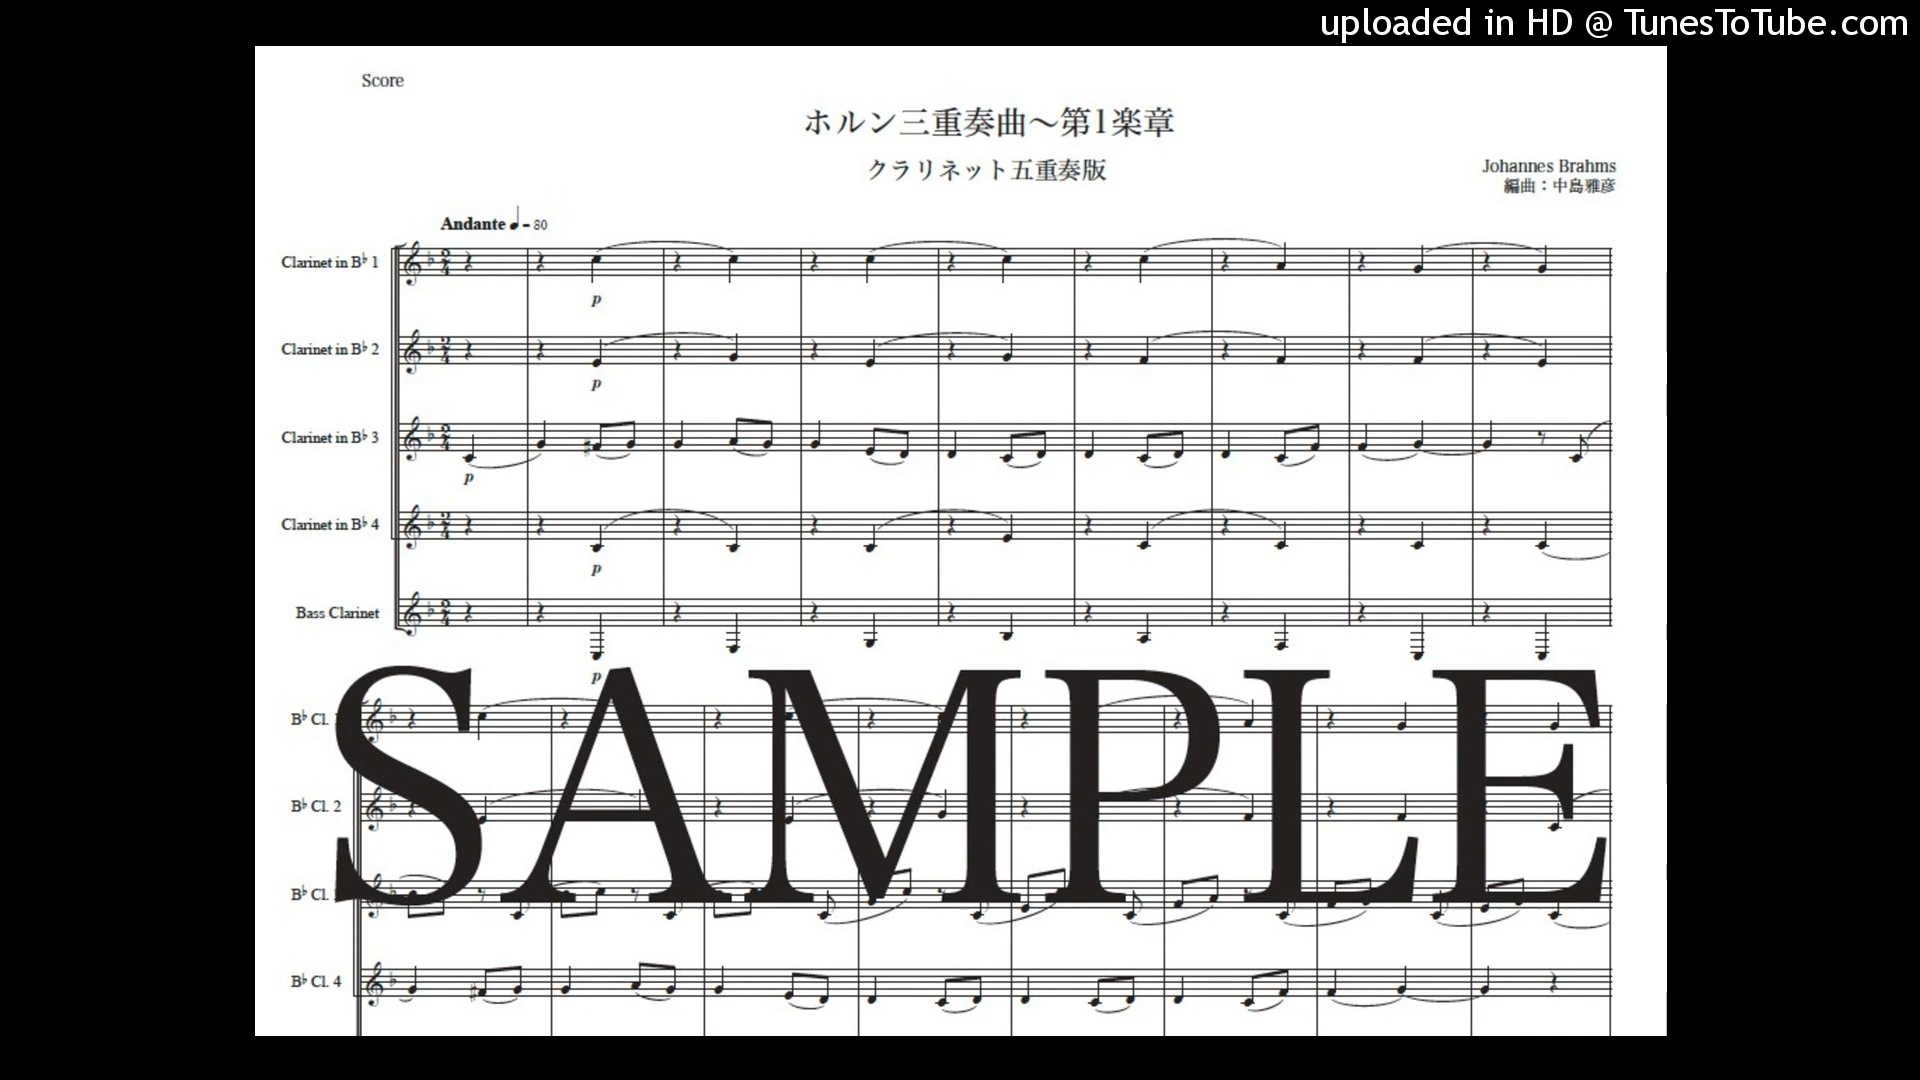 uploaded in HD @ TunesToTube.com
Score
ホルン三重奏曲～第1楽章
クラリネット五重奏版
Johannes Brahms
編曲：中島雅彦
Andante ♩= 80
Clarinet in B♭ 1
p
Clarinet in B♭ 2
p
Clarinet in B♭ 3
p
Clarinet in B♭ 4
p
Bass Clarinet
p
SAMPLE
B♭ Cl.
B♭ Cl. 2
B♭ Cl.
B♭ Cl. 4